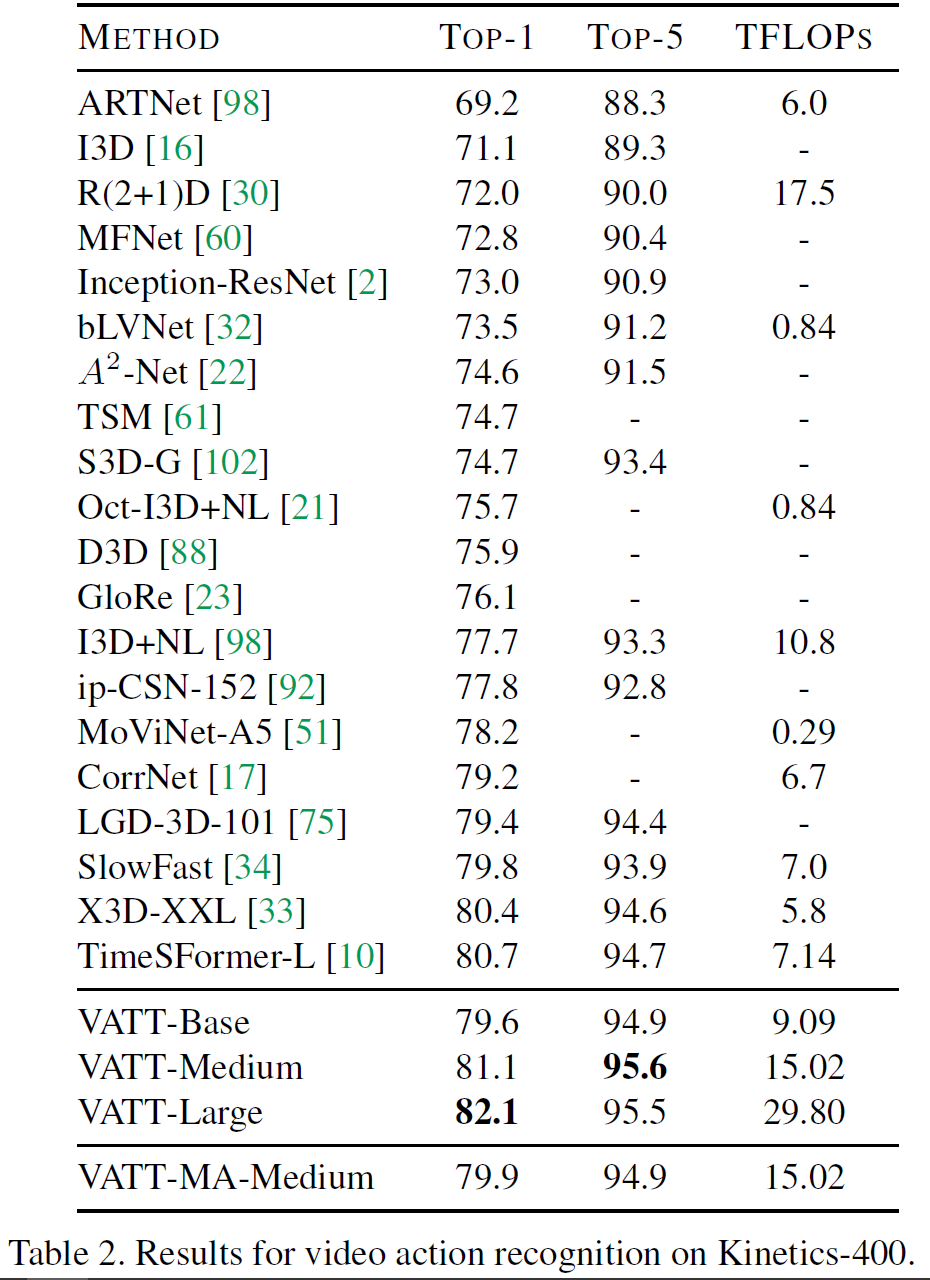 METHOD TOP-1 TOP-5 TFLOPS
ARTNet [98] 69.2 88.3 6.0
I3D [16] 71.1 89.3 -
R(2+1)D [30] 72.0 90.0 17.5
MFNet [60] 72.8 90.4 -
Inception-ResNet [2] 73.0 90.9 -
bLVNet [32] 73.5 91.2 0.84
A²-Net [22] 74.6 91.5 -
TSM [61] 74.7 - -
S3D-G [102] 74.7 93.4 -
Oct-I3D+NL [21] 75.7 - 0.84
D3D [88] 75.9 - -
GloRe [23] 76.1 - -
I3D+NL [98] 77.7 93.3 10.8
ip-CSN-152 [92] 77.8 92.8 -
MoViNet-A5 [51] 78.2 - 0.29
CorrNet [17] 79.2 - 6.7
LGD-3D-101 [75] 79.4 94.4 -
SlowFast [34] 79.8 93.9 7.0
X3D-XXL [33] 80.4 94.6 5.8
TimeSFormer-L [10] 80.7 94.7 7.14
VATT-Base 79.6 94.9 9.09
VATT-Medium 81.1 95.6 15.02
VATT-Large 82.1 95.5 29.80
VATT-MA-Medium 79.9 94.9 15.02
Table 2. Results for video action recognition on Kinetics-400.